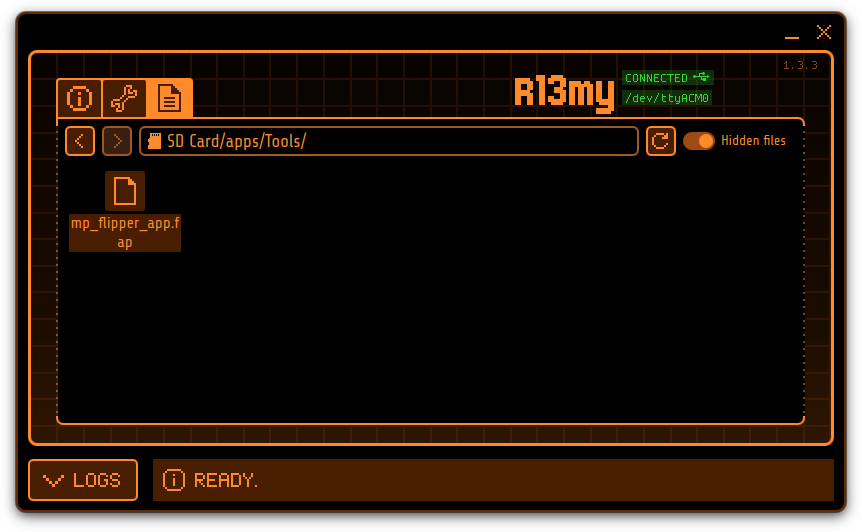 1.3.3
R13my
CONNECTED
/dev/ttyACM0
SD Card/apps/Tools/
Hidden files
mp_flipper_app.f
ap
LOGS
READY.